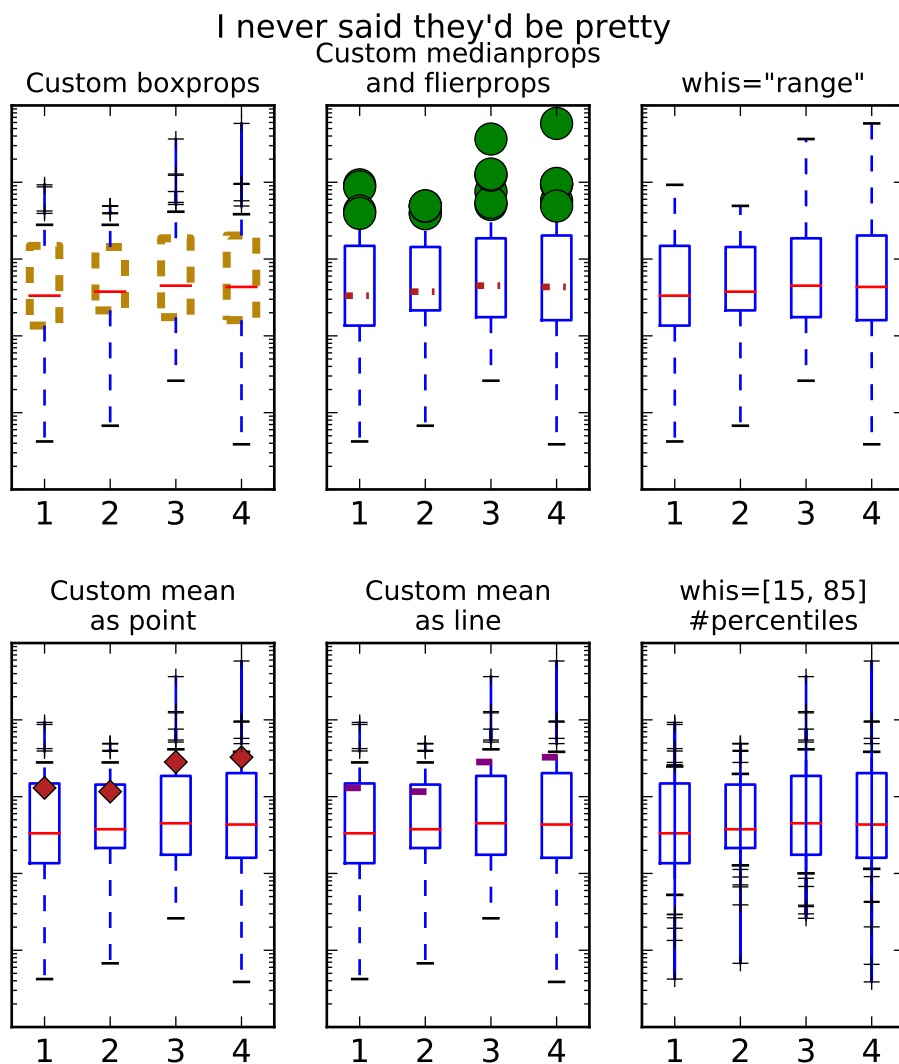 I never said they'd be pretty
Custom boxprops
Custom medianprops
and flierprops
whis="range"
1 2 3 4
1 2 3 4
1 2 3 4
Custom mean
as point
Custom mean
as line
whis=[15, 85]
#percentiles
1 2 3 4
1 2 3 4
1 2 3 4